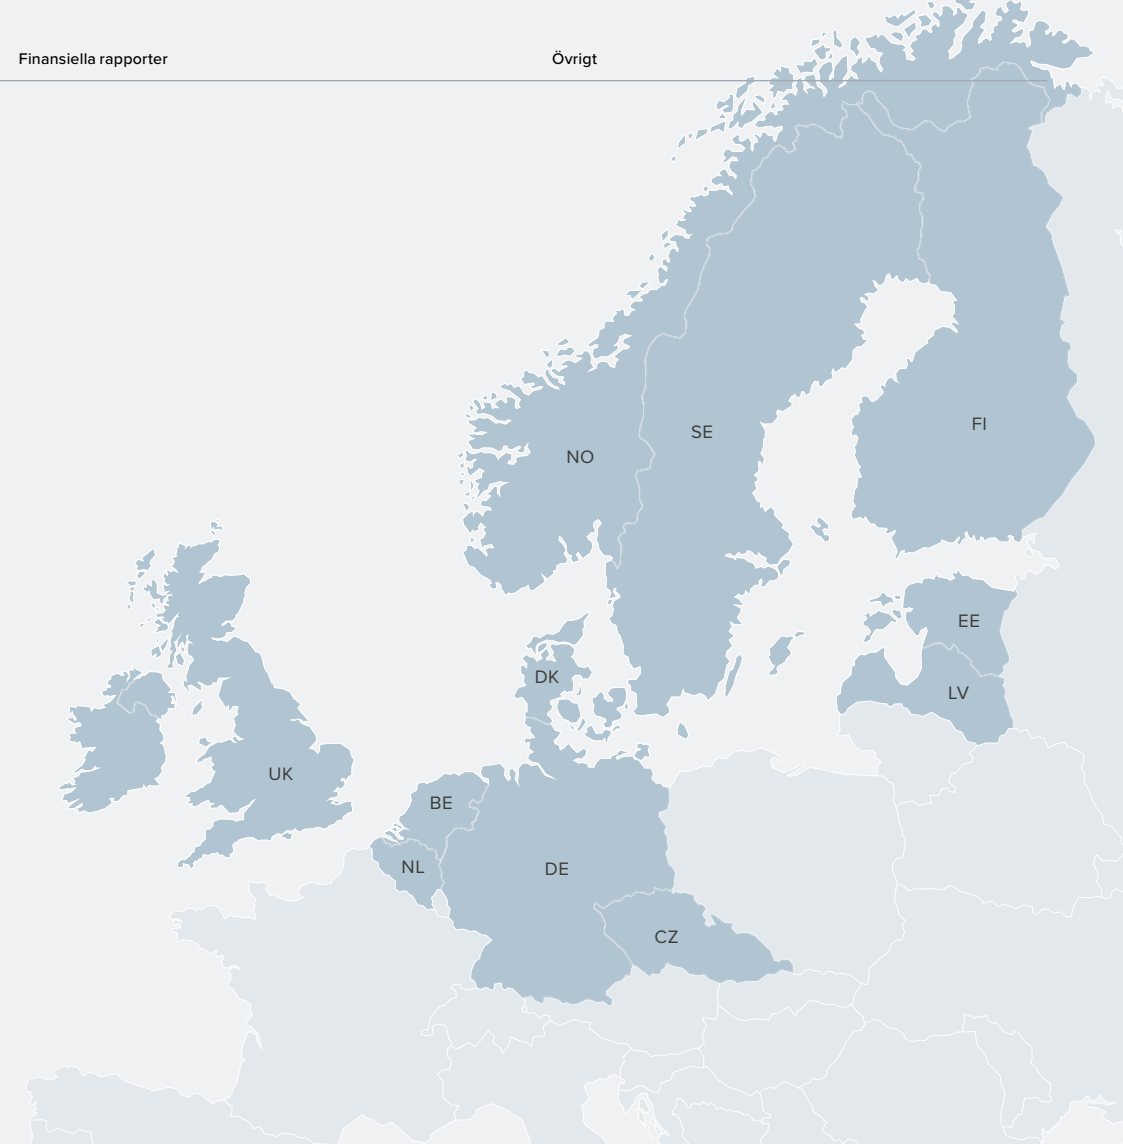 Finansiella rapporter
Övrigt
FI
SE
NO
EE
DK
LV
UK
BE
NL
DE
CZ